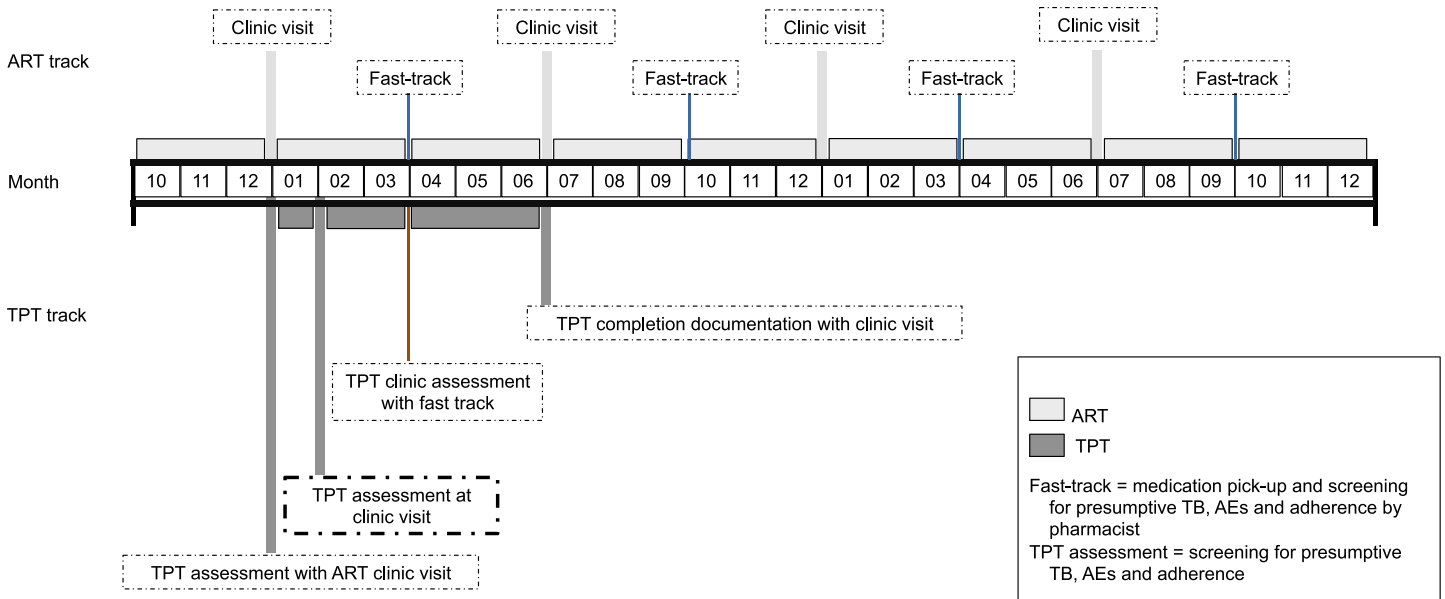 Clinic visit
Clinic visit
Clinic visit
Clinic visit
ART track
Fast-track
Fast-track
Fast-track
Fast-track
Month
10 11 12 01 02 03 04 05 06 07 08 09 10 11 12 01 02 03 04 05 06 07 08 09 10 11 12
TPT track
TPT completion documentation with clinic visit
TPT clinic assessment
with fast track
TPT assessment at
clinic visit
TPT assessment with ART clinic visit
ART
TPT
Fast-track = medication pick-up and screening
for presumptive TB, AEs and adherence by
pharmacist
TPT assessment = screening for presumptive
TB, AEs and adherence